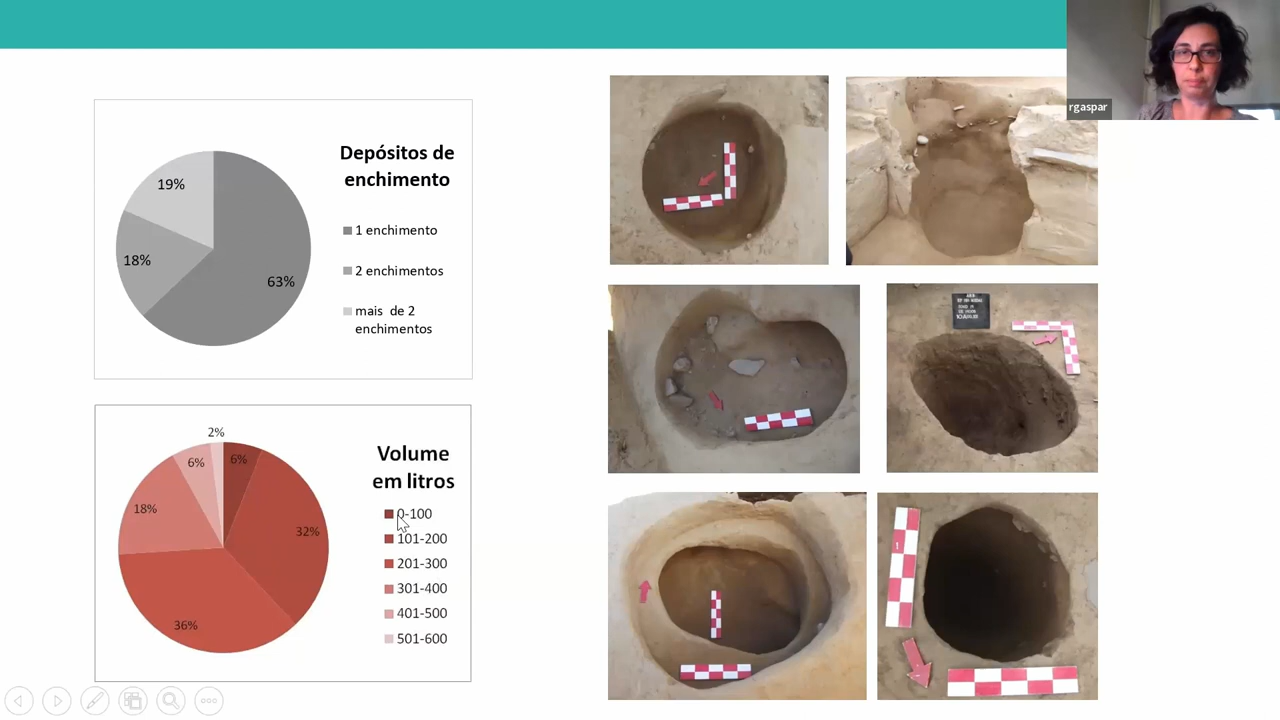 rgaspar
Depósitos de
enchimento
19%
18%
63%
1 enchimento
2 enchimentos
mais de 2
enchimentos
Volume
em litros
2%
6%
6%
18%
32%
36%
0-100
101-200
201-300
301-400
401-500
501-600
1